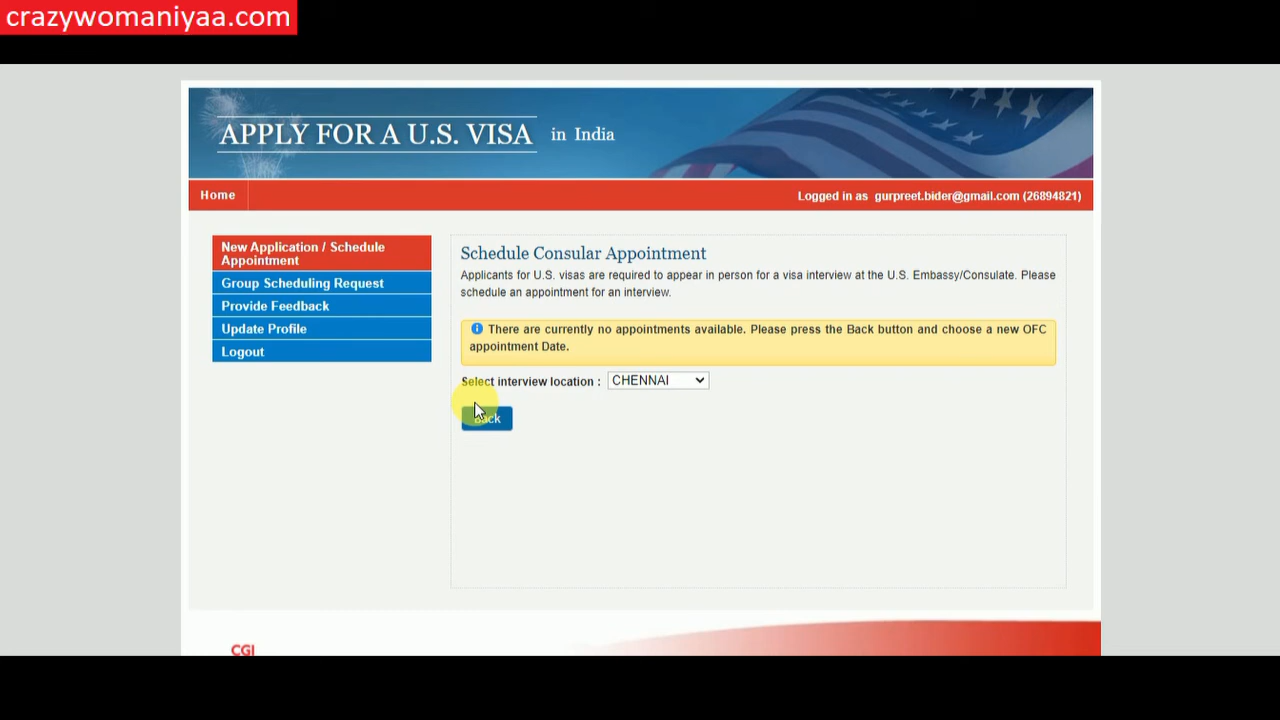 crazywomaniyaa.com
APPLY FOR A U.S. VISA in India
Home
Logged in as gurpreet.bider@gmail.com (26894821)
New Application / Schedule
Appointment
Group Scheduling Request
Provide Feedback
Update Profile
Logout
Schedule Consular Appointment
Applicants for U.S. visas are required to appear in person for a visa interview at the U.S. Embassy/Consulate. Please
schedule an appointment for an interview.
There are currently no appointments available. Please press the Back button and choose a new OFC
appointment Date.
Select interview location : CHENNAI
Back
CGI